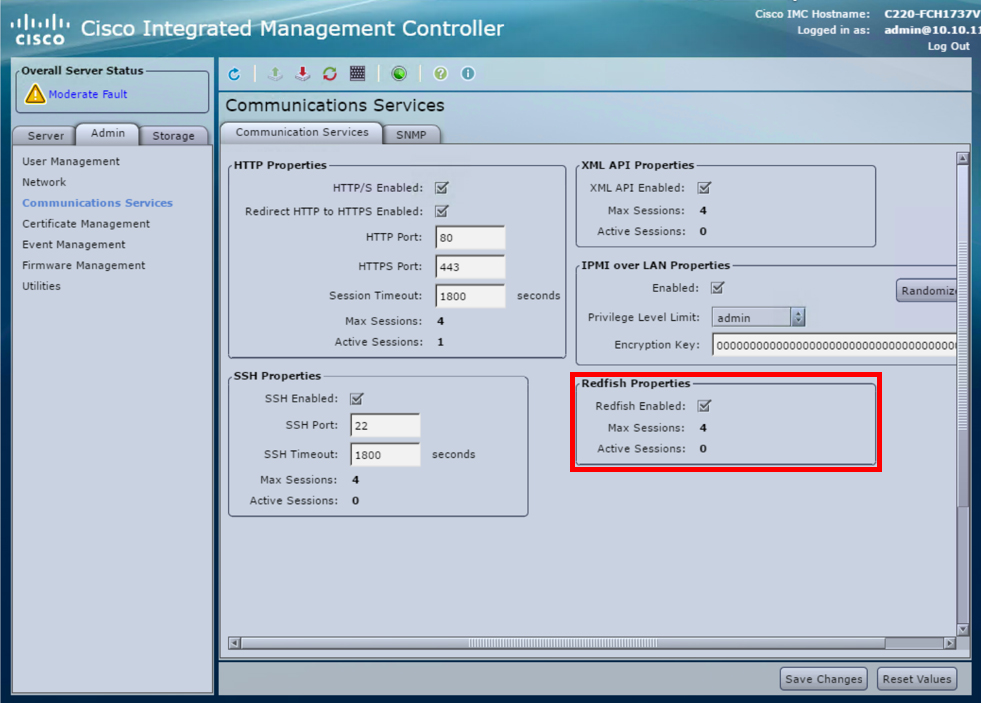 Cisco IMC Hostname: C220-FCH1737V
CISCO Cisco Integrated Management Controller
Logged in as: admin@10.10.11
Log Out
Overall Server Status
Moderate Fault
Server Admin Storage
User Management
Network
Communications Services
Certificate Management
Event Management
Firmware Management
Utilities
Communications Services
Communication Services SNMP
HTTP Properties
HTTP/S Enabled:
Redirect HTTP to HTTPS Enabled:
HTTP Port: 80
HTTPS Port: 443
Session Timeout: 1800 seconds
Max Sessions: 4
Active Sessions: 1
SSH Properties
SSH Enabled:
SSH Port: 22
SSH Timeout: 1800 seconds
Max Sessions: 4
Active Sessions: 0
XML API Properties
XML API Enabled:
Max Sessions: 4
Active Sessions: 0
IPMI over LAN Properties
Enabled:
Randomize
Privilege Level Limit: admin
Encryption Key: 0000000000000000000000000000000000
Redfish Properties
Redfish Enabled:
Max Sessions: 4
Active Sessions: 0
Save Changes Reset Values